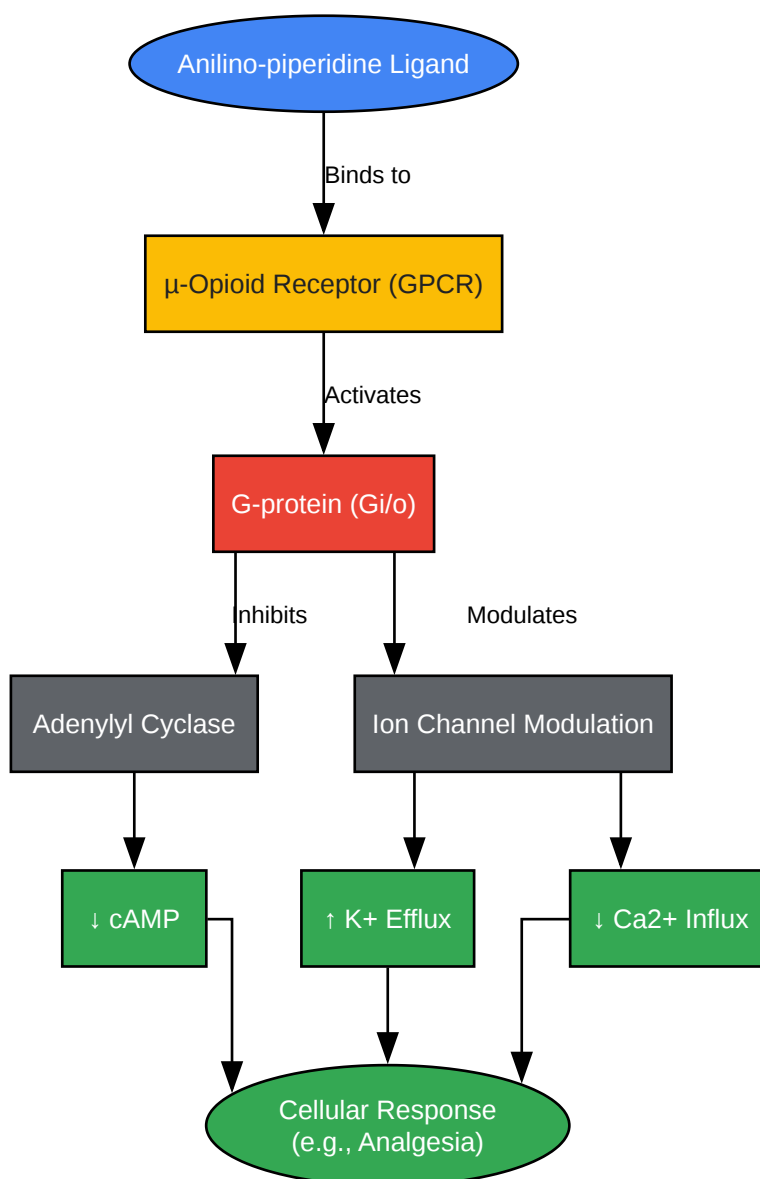 Anilino-piperidine Ligand
Binds to
µ-Opioid Receptor (GPCR)
Activates
G-protein (Gi/o)
Inhibits
Modulates
Adenylyl Cyclase
Ion Channel Modulation
↓ cAMP
↑ K+ Efflux
↓ Ca2+ Influx
Cellular Response
(e.g., Analgesia)